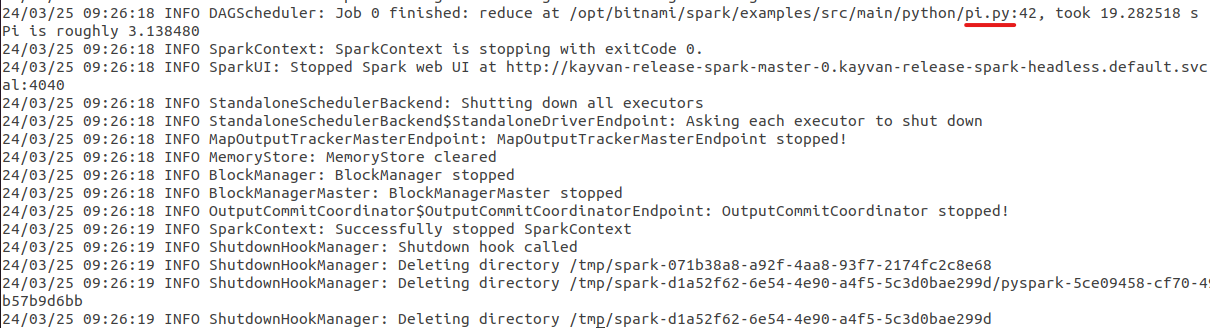 24/03/25 09:26:18 INFO DAGScheduler: Job 0 finished: reduce at /opt/bitnami/spark/examples/src/main/python/pi.py:42, took 19.282518 s
Pi is roughly 3.138480
24/03/25 09:26:18 INFO SparkContext: SparkContext is stopping with exitCode 0.
24/03/25 09:26:18 INFO SparkUI: Stopped Spark web UI at http://kayvan-release-spark-master-0.kayvan-release-spark-headless.default.svc
al:4040
24/03/25 09:26:18 INFO StandaloneSchedulerBackend: Shutting down all executors
24/03/25 09:26:18 INFO StandaloneSchedulerBackend$StandaloneDriverEndpoint: Asking each executor to shut down
24/03/25 09:26:18 INFO MapOutputTrackerMasterEndpoint: MapOutputTrackerMasterEndpoint stopped!
24/03/25 09:26:18 INFO MemoryStore: MemoryStore cleared
24/03/25 09:26:18 INFO BlockManager: BlockManager stopped
24/03/25 09:26:18 INFO BlockManagerMaster: BlockManagerMaster stopped
24/03/25 09:26:18 INFO OutputCommitCoordinator$OutputCommitCoordinatorEndpoint: OutputCommitCoordinator stopped!
24/03/25 09:26:19 INFO SparkContext: Successfully stopped SparkContext
24/03/25 09:26:19 INFO ShutdownHookManager: Shutdown hook called
24/03/25 09:26:19 INFO ShutdownHookManager: Deleting directory /tmp/spark-071b38a8-a92f-4aa8-93f7-2174fc2c8e68
24/03/25 09:26:19 INFO ShutdownHookManager: Deleting directory /tmp/spark-d1a52f62-6e54-4e90-a4f5-5c3d0bae299d/pyspark-5ce09458-cf70-49
b57b9d6bb
24/03/25 09:26:19 INFO ShutdownHookManager: Deleting directory /tmp/spark-d1a52f62-6e54-4e90-a4f5-5c3d0bae299d